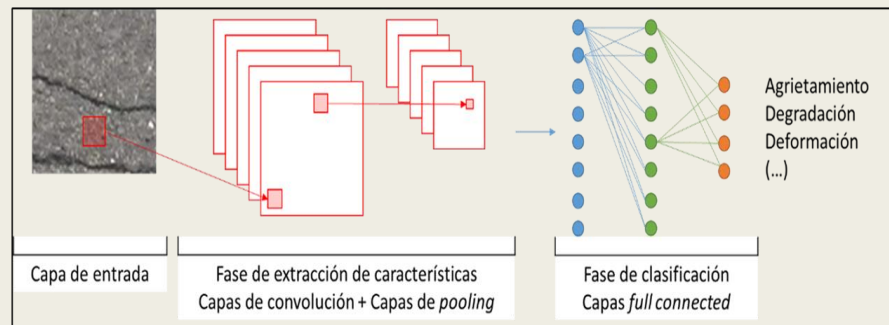 Agrietamiento
Degradación
Deformación
(...)
Capa de entrada
Fase de extracción de características
Capas de convolución + Capas de pooling
Fase de clasificación
Capas full connected